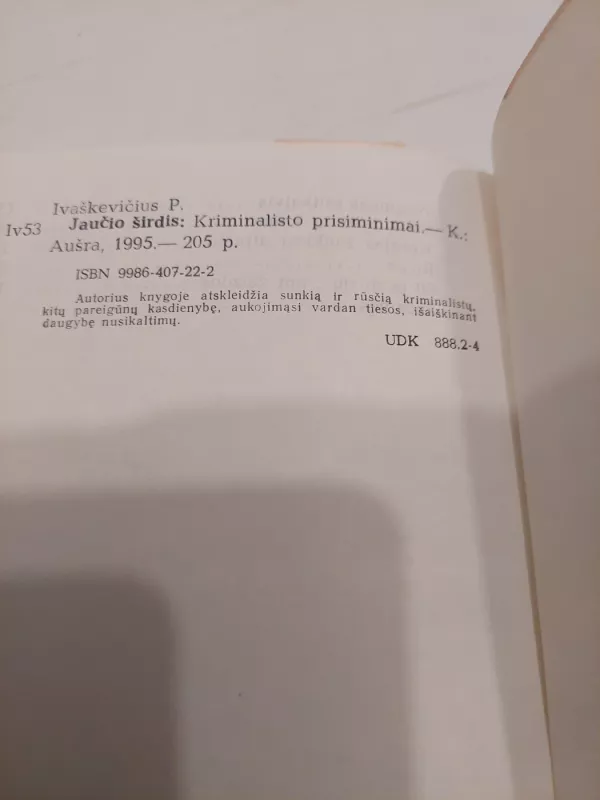 Ivaškevičius P.
Iv53 Jaučio širdis: Kriminalisto prisiminimai.— K.:
Aušra, 1995.— 205 p.
ISBN 9986-407-22-2
Autorius knygoje atskleidžia sunkią ir rūsčią kriminalistų,
kitų pareigūnų kasdienybę, aukojimąsi vardan tiesos, išaiškinant
daugybę nusikaltimų.
UDK 888.2-4